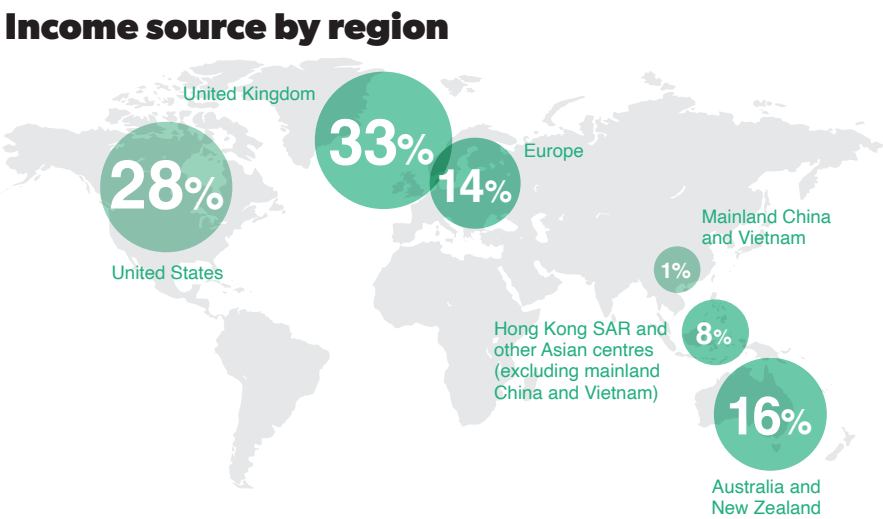 Income source by region
United Kingdom
33%
28%
United States
14%
Europe
Mainland China
and Vietnam
1%
Hong Kong SAR and
other Asian centres
(excluding mainland
China and Vietnam)
8%
16%
Australia and
New Zealand